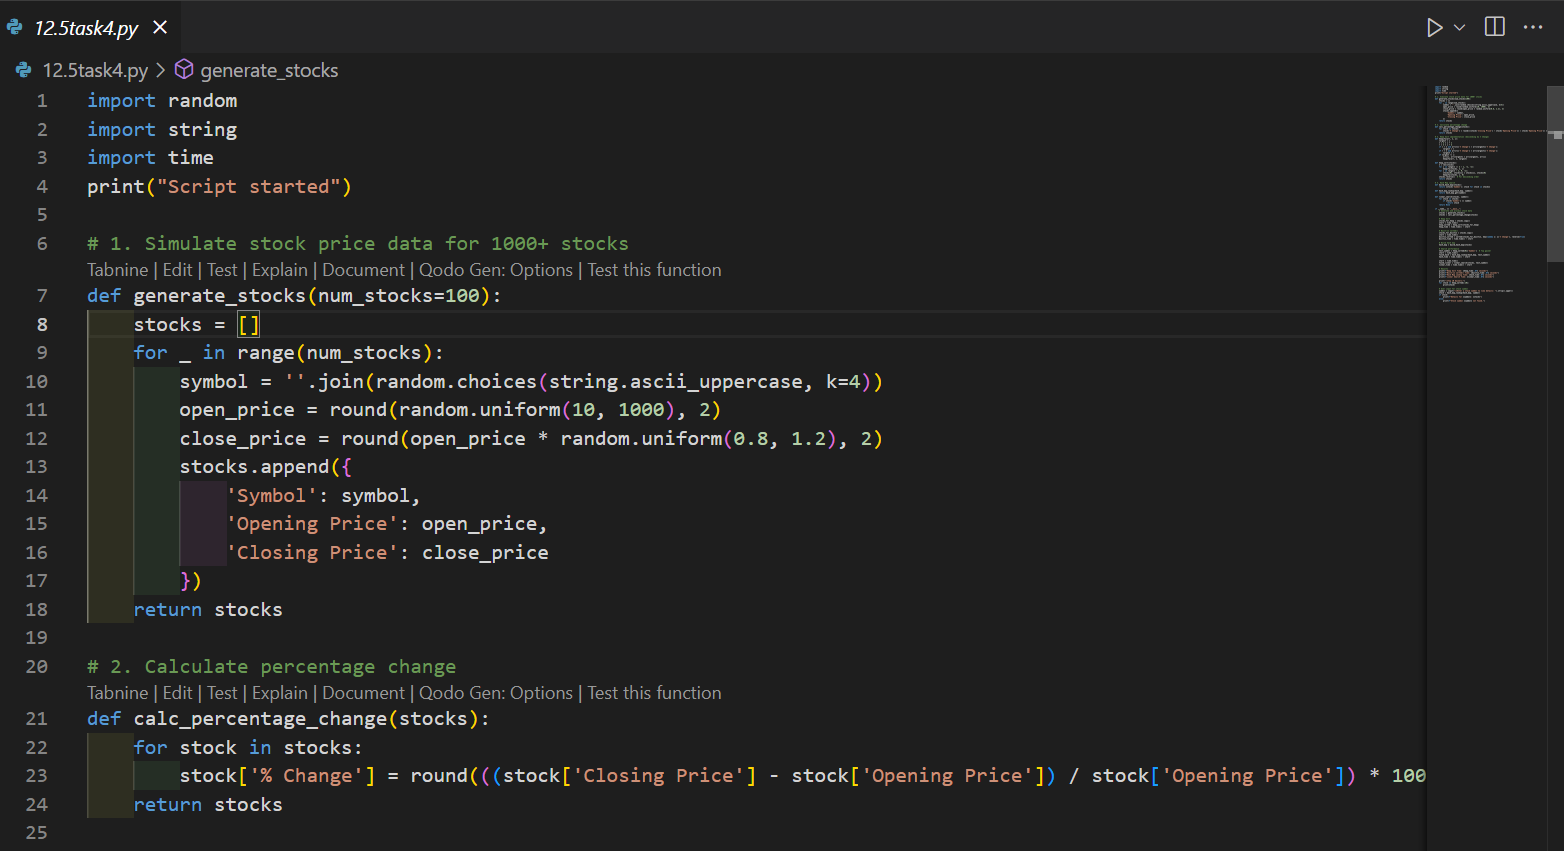 12.5task4.py
12.5task4.py > generate_stocks
1 import random
2 import string
3 import time
4 print("Script started")
5
6 # 1. Simulate stock price data for 1000+ stocks
Tabnine | Edit | Test | Explain | Document | Qodo Gen: Options | Test this function
7 def generate_stocks(num_stocks=100):
8     stocks = []
9     for _ in range(num_stocks):
10         symbol = ''.join(random.choices(string.ascii_uppercase, k=4))
11         open_price = round(random.uniform(10, 1000), 2)
12         close_price = round(open_price * random.uniform(0.8, 1.2), 2)
13         stocks.append({
14             'Symbol': symbol,
15             'Opening Price': open_price,
16             'Closing Price': close_price
17         })
18     return stocks
19
20 # 2. Calculate percentage change
Tabnine | Edit | Test | Explain | Document | Qodo Gen: Options | Test this function
21 def calc_percentage_change(stocks):
22     for stock in stocks:
23         stock['% Change'] = round(((stock['Closing Price'] - stock['Opening Price']) / stock['Opening Price']) * 100
24     return stocks
25